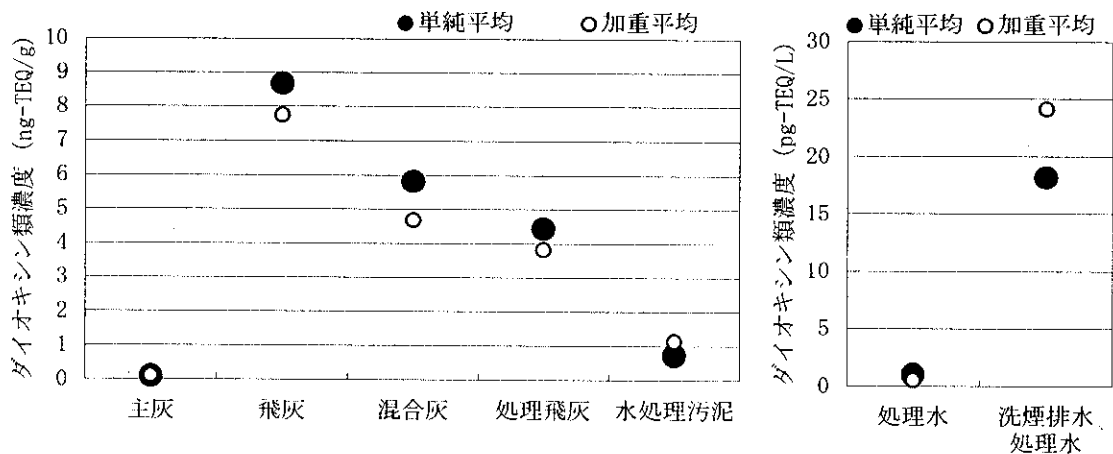 ●単純平均 ○加重平均
ダイオキシン類濃度 (ng-TEQ/g)
10
9
8
7
6
5
4
3
2
1
0
主灰 飛灰 混合灰 処理飛灰 水処理汚泥
●単純平均 ○加重平均
ダイオキシン類濃度 (pg-TEQ/L)
30
25
20
15
10
5
0
処理水 洗煙排水
処理水